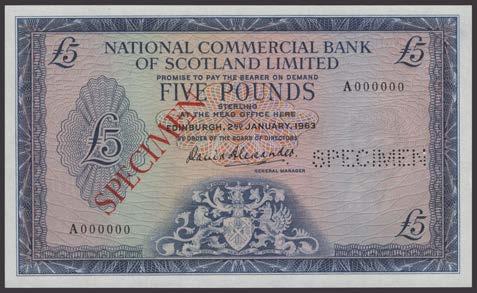 £5
NATIONAL COMMERCIAL BANK
OF SCOTLAND LIMITED
£5
PROMISE TO PAY THE BEARER ON DEMAND
A000000
FIVE POUNDS
STERLING
AT THE HEAD OFFICE HERE
EDINBURGH, 2ND JANUARY, 1963
BY ORDER OF THE BOARD OF DIRECTORS
£5
SPECIMEN
David Alexander
SPECIMEN
GENERAL MANAGER
A000000
£5